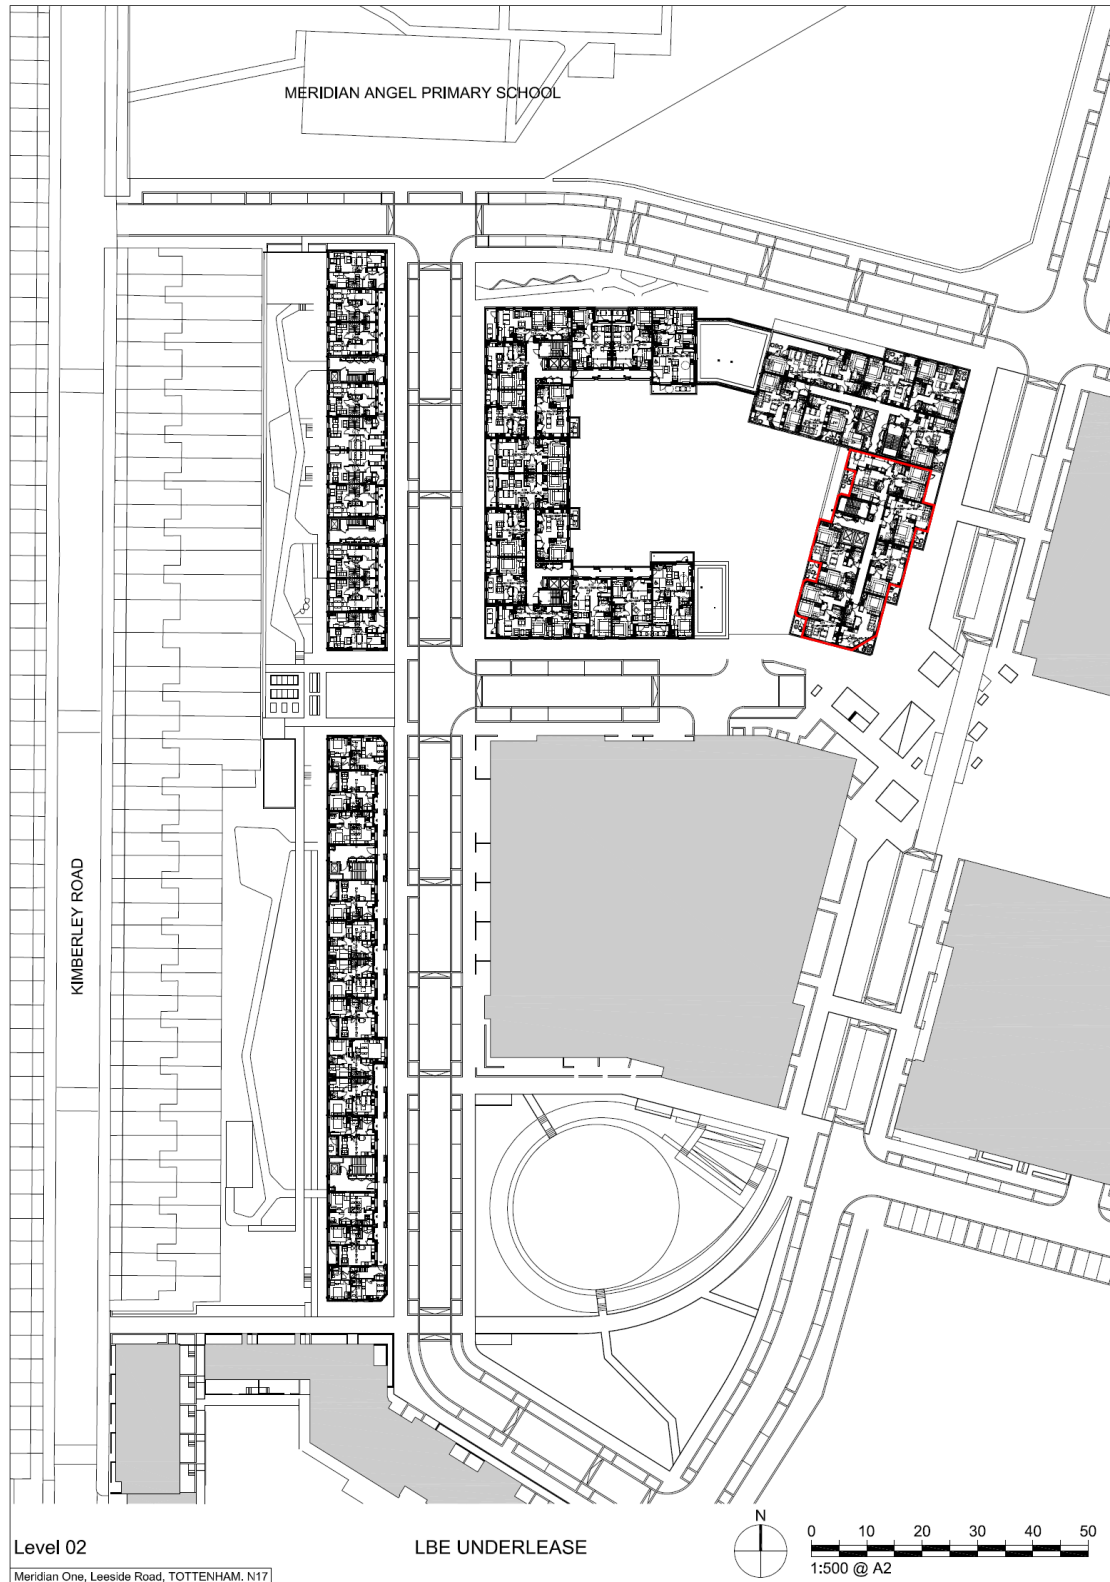 MERIDIAN ANGEL PRIMARY SCHOOL
KIMBERLEY ROAD
Level 02
LBE UNDERLEASE
N
0 10 20 30 40 50
1:500 @ A2
Meridian One, Leeside Road, TOTTENHAM. N17